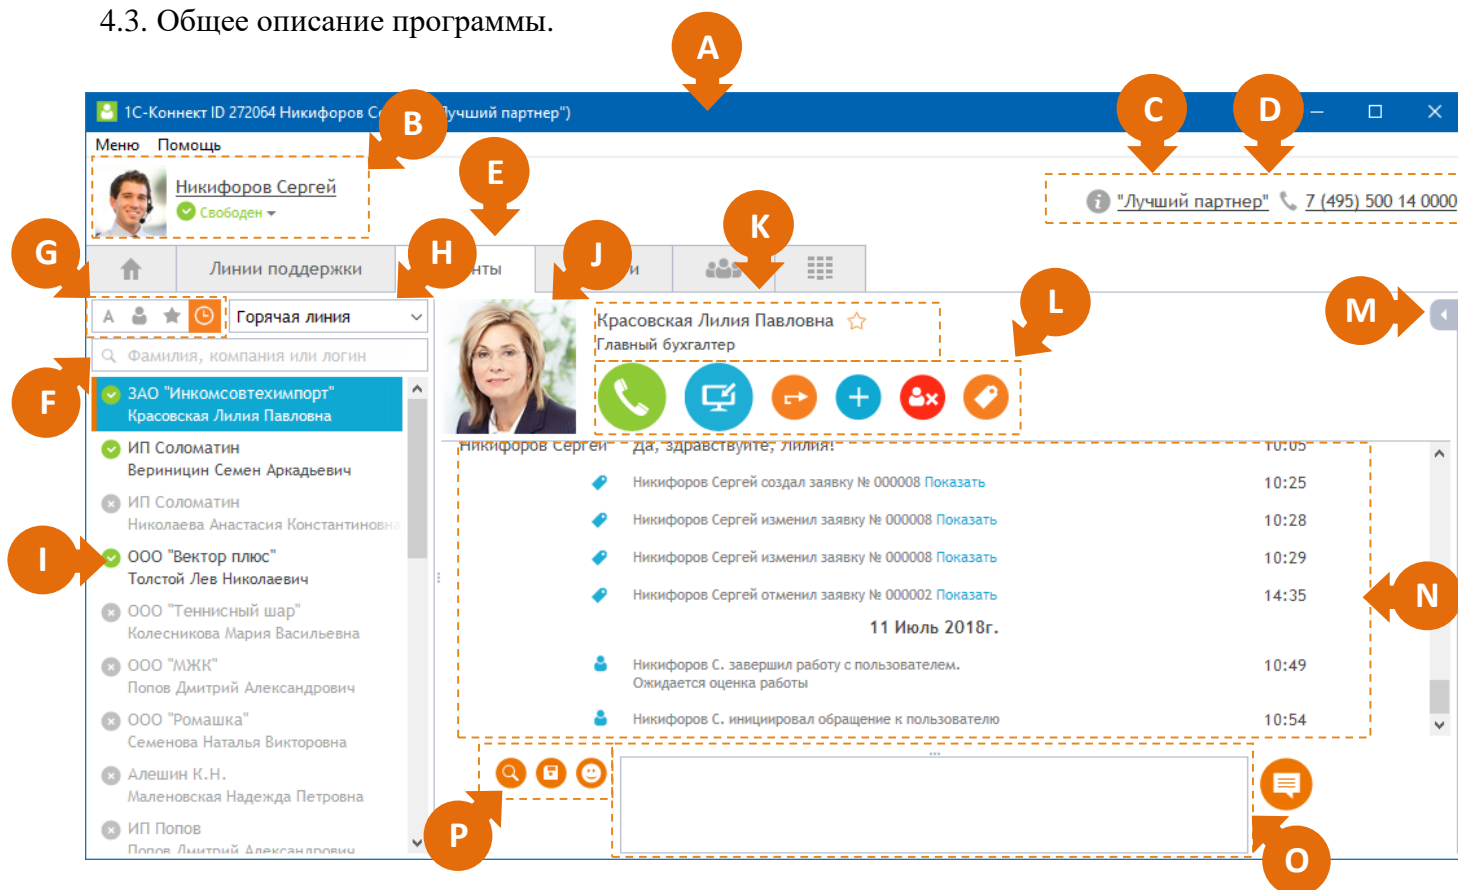 4.3. Общее описание программы.
A
1С-Коннект ID 272064 Никифоров С учший партнер")
B
C
D
Меню Помощь
Никифоров Сергей
Свободен
E
"Лучший партнер" 7 (495) 500 14 0000
G
H
J
K
Линии поддержки нты и
L
M
A Горячая линия
Красовская Лилия Павловна
Главный бухгалтер
Фамилия, компания или логин
F
ЗАО "Инкомсовтехимпорт"
Красовская Лилия Павловна
ИП Соломатин
Вериницин Семен Аркадьевич
ИП Соломатин
Николаева Анастасия Константиновна
I
ООО "Вектор плюс"
Толстой Лев Николаевич
ООО "Теннисный шар"
Колесникова Мария Васильевна
ООО "МЖК"
Попов Дмитрий Александрович
ООО "Ромашка"
Семенова Наталья Викторовна
Алешин К.Н.
Маленовская Надежда Петровна
ИП Попов
Попов Дмитрий Александрович
Никифоров Сергей Да, здравствуйте, Лилия! 10:05
Никифоров Сергей создал заявку № 000008 Показать 10:25
Никифоров Сергей изменил заявку № 000008 Показать 10:28
Никифоров Сергей изменил заявку № 000008 Показать 10:29
Никифоров Сергей отменил заявку № 000002 Показать 14:35
N
11 Июль 2018г.
Никифоров С. завершил работу с пользователем. 10:49
Ожидается оценка работы
Никифоров С. инициировал обращение к пользователю 10:54
P
O